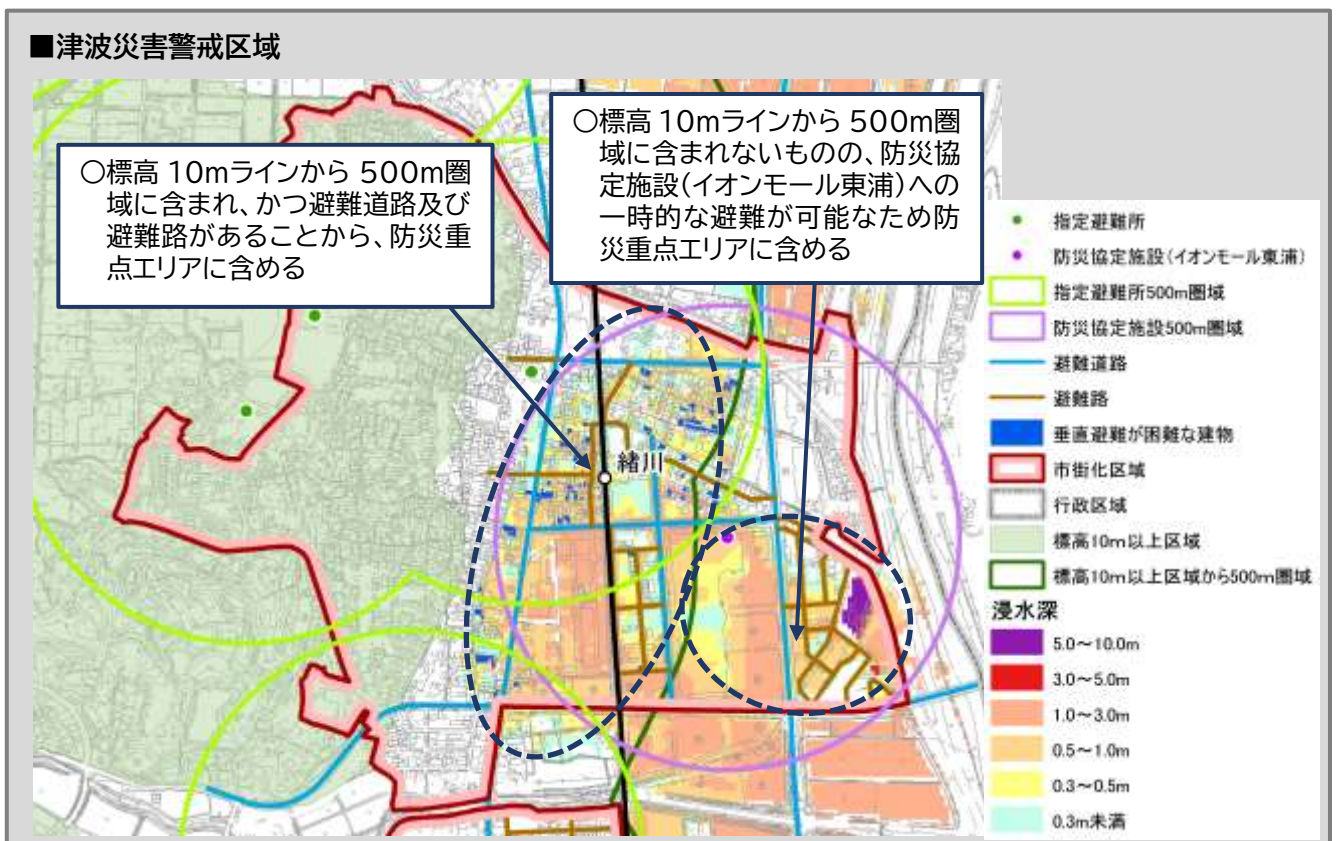 ■津波災害警戒区域
○標高 10mラインから 500m圏
域に含まれ、かつ避難道路及び
避難路があることから、防災重
点エリアに含める
○標高 10mラインから 500m圏
域に含まれないものの、防災協
定施設(イオンモール東浦)への
一時的な避難が可能なため防
災重点エリアに含める
緒川
指定避難所
防災協定施設(イオンモール東浦)
指定避難所500m圏域
防災協定施設500m圏域
避難道路
避難路
垂直避難が困難な建物
市街化区域
行政区域
標高10m以上区域
標高10m以上区域から500m圏域
浸水深
5.0～10.0m
3.0～5.0m
1.0～3.0m
0.5～1.0m
0.3～0.5m
0.3m未満